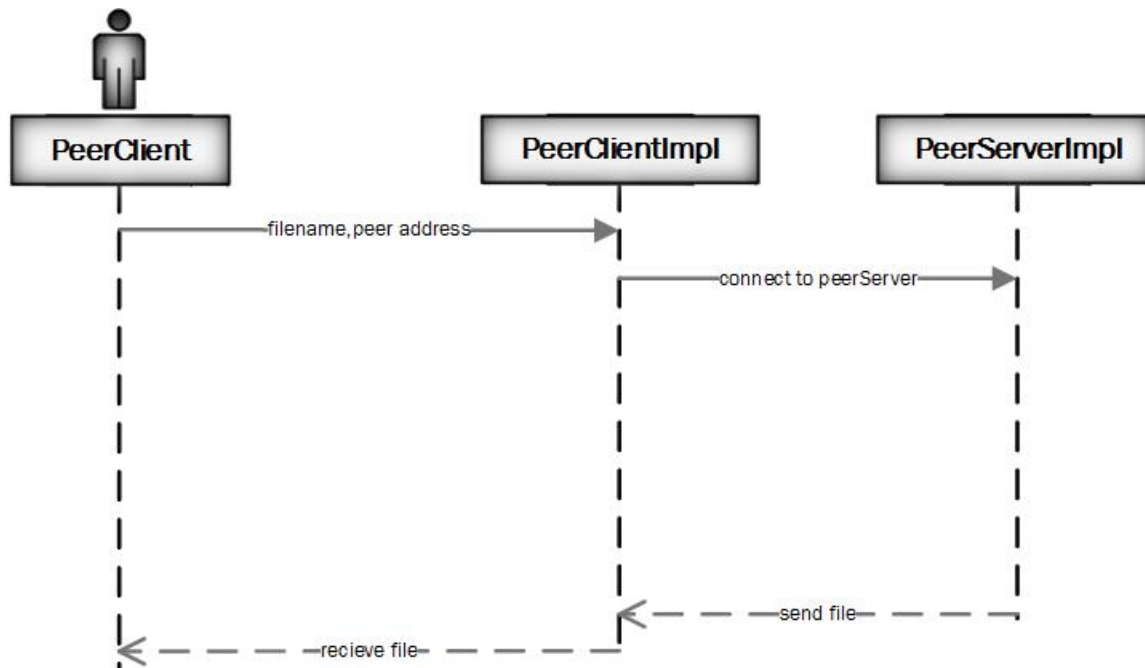 PeerClient
PeerClientImpl
PeerServerImpl
filename,peer address
connect to peerServer
send file
recieve file